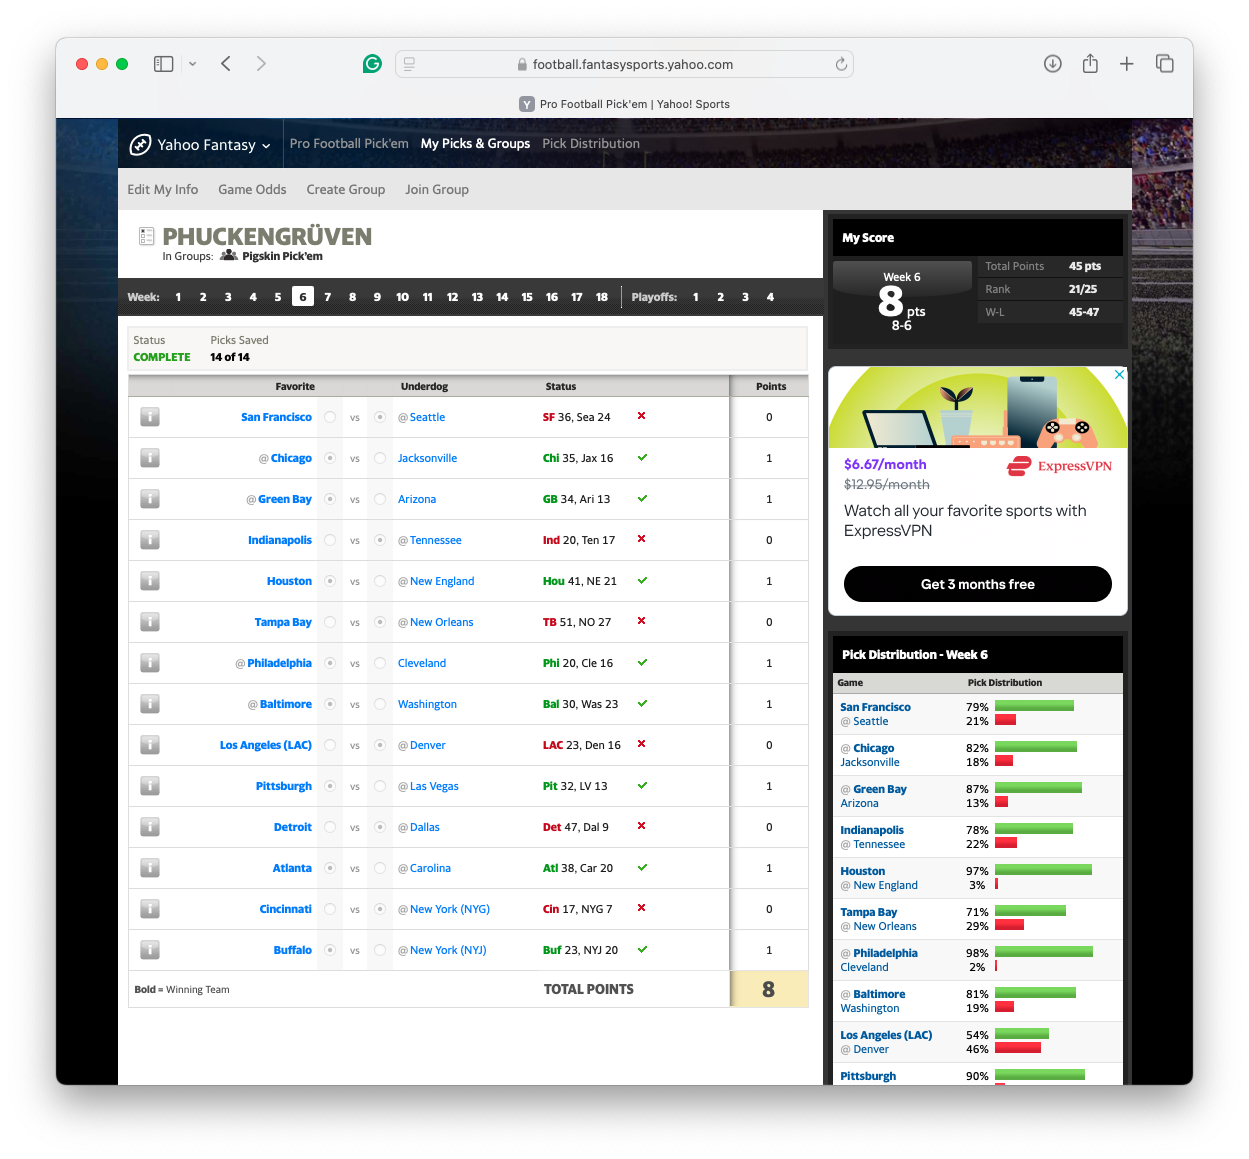 football.fantasysports.yahoo.com
Y Pro Football Pick'em | Yahoo! Sports
Yahoo Fantasy Pro Football Pick'em My Picks & Groups Pick Distribution
Edit My Info Game Odds Create Group Join Group
PHUCKENGRÜVEN
In Groups: Pigskin Pick'em
Week: 1 2 3 4 5 6 7 8 9 10 11 12 13 14 15 16 17 18 Playoffs: 1 2 3 4
Status Picks Saved
COMPLETE 14 of 14
Favorite Underdog Status Points
San Francisco vs @ Seattle SF 36, Sea 24 0
@ Chicago vs Jacksonville Chi 35, Jax 16 1
@ Green Bay vs Arizona GB 34, Ari 13 1
Indianapolis vs @ Tennessee Ind 20, Ten 17 0
Houston vs @ New England Hou 41, NE 21 1
Tampa Bay vs @ New Orleans TB 51, NO 27 0
@ Philadelphia vs Cleveland Phi 20, Cle 16 1
@ Baltimore vs Washington Bal 30, Was 23 1
Los Angeles (LAC) vs @ Denver LAC 23, Den 16 0
Pittsburgh vs @ Las Vegas Pit 32, LV 13 1
Detroit vs @ Dallas Det 47, Dal 9 0
Atlanta vs @ Carolina Atl 38, Car 20 1
Cincinnati vs @ New York (NYG) Cin 17, NYG 7 0
Buffalo vs @ New York (NYJ) Buf 23, NYJ 20 1
Bold = Winning Team TOTAL POINTS 8
My Score
Week 6
8 pts
8-6
Total Points 45 pts
Rank 21/25
W-L 45-47
$6.67/month
$12.95/month
ExpressVPN
Watch all your favorite sports with
ExpressVPN
Get 3 months free
Pick Distribution - Week 6
Game Pick Distribution
San Francisco 79%
@ Seattle 21%
@ Chicago 82%
Jacksonville 18%
@ Green Bay 87%
Arizona 13%
Indianapolis 78%
@ Tennessee 22%
Houston 97%
@ New England 3%
Tampa Bay 71%
@ New Orleans 29%
@ Philadelphia 98%
Cleveland 2%
@ Baltimore 81%
Washington 19%
Los Angeles (LAC) 54%
@ Denver 46%
Pittsburgh 90%